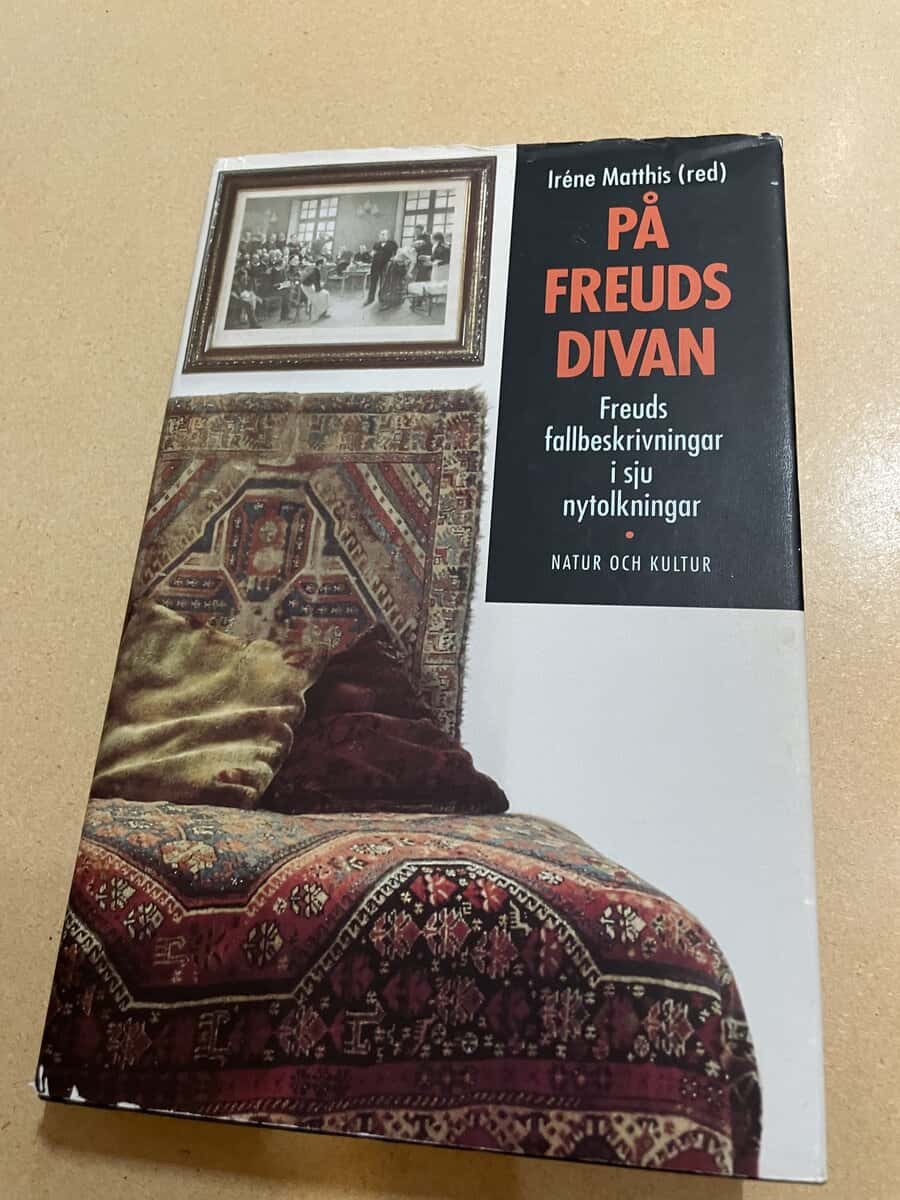 Iréne Matthis (red)
PÅ
FREUDS
DIVAN
Freuds
fallbeskrivningar
i sju
nytolkningar
•
NATUR OCH KULTUR